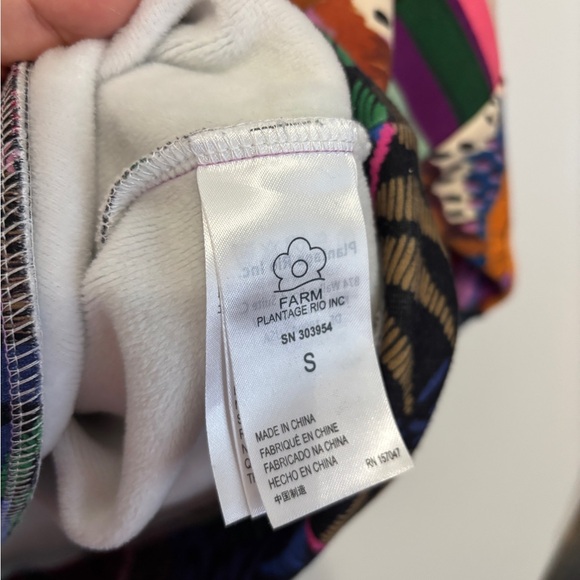 FARM
PLANTAGE RIO INC
SN 303954
S
MADE IN CHINA
FABRIQUÉ EN CHINE
FABRICADO NA CHINA
HECHO EN CHINA
中国制造
RN 157047